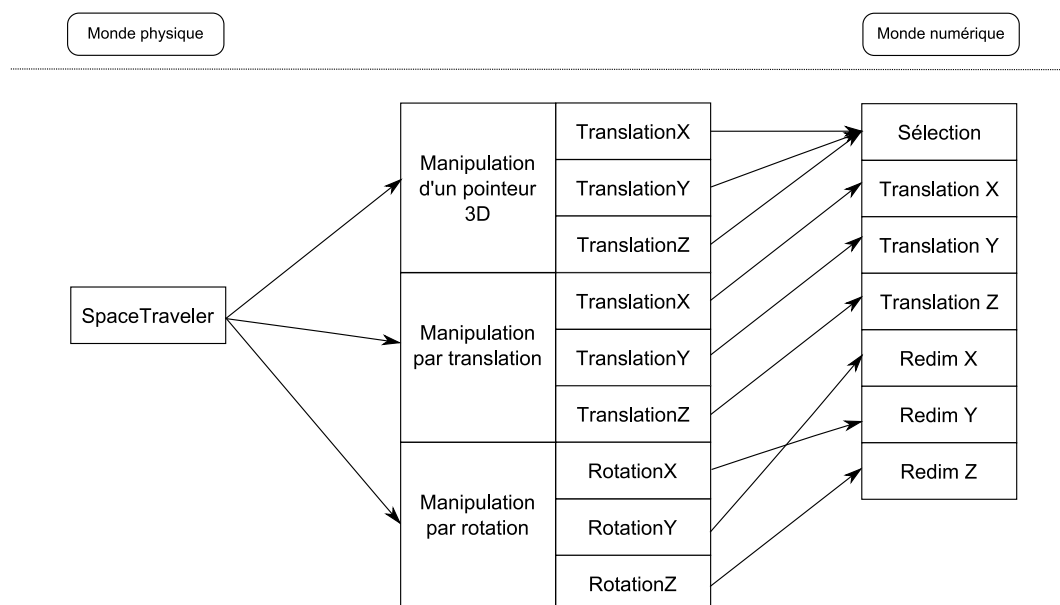 Monde physique
Monde numérique
SpaceTraveler
Manipulation
d'un pointeur
3D
TranslationX
TranslationY
TranslationZ
Manipulation
par translation
TranslationX
TranslationY
TranslationZ
Manipulation
par rotation
RotationX
RotationY
RotationZ
Sélection
Translation X
Translation Y
Translation Z
Redim X
Redim Y
Redim Z